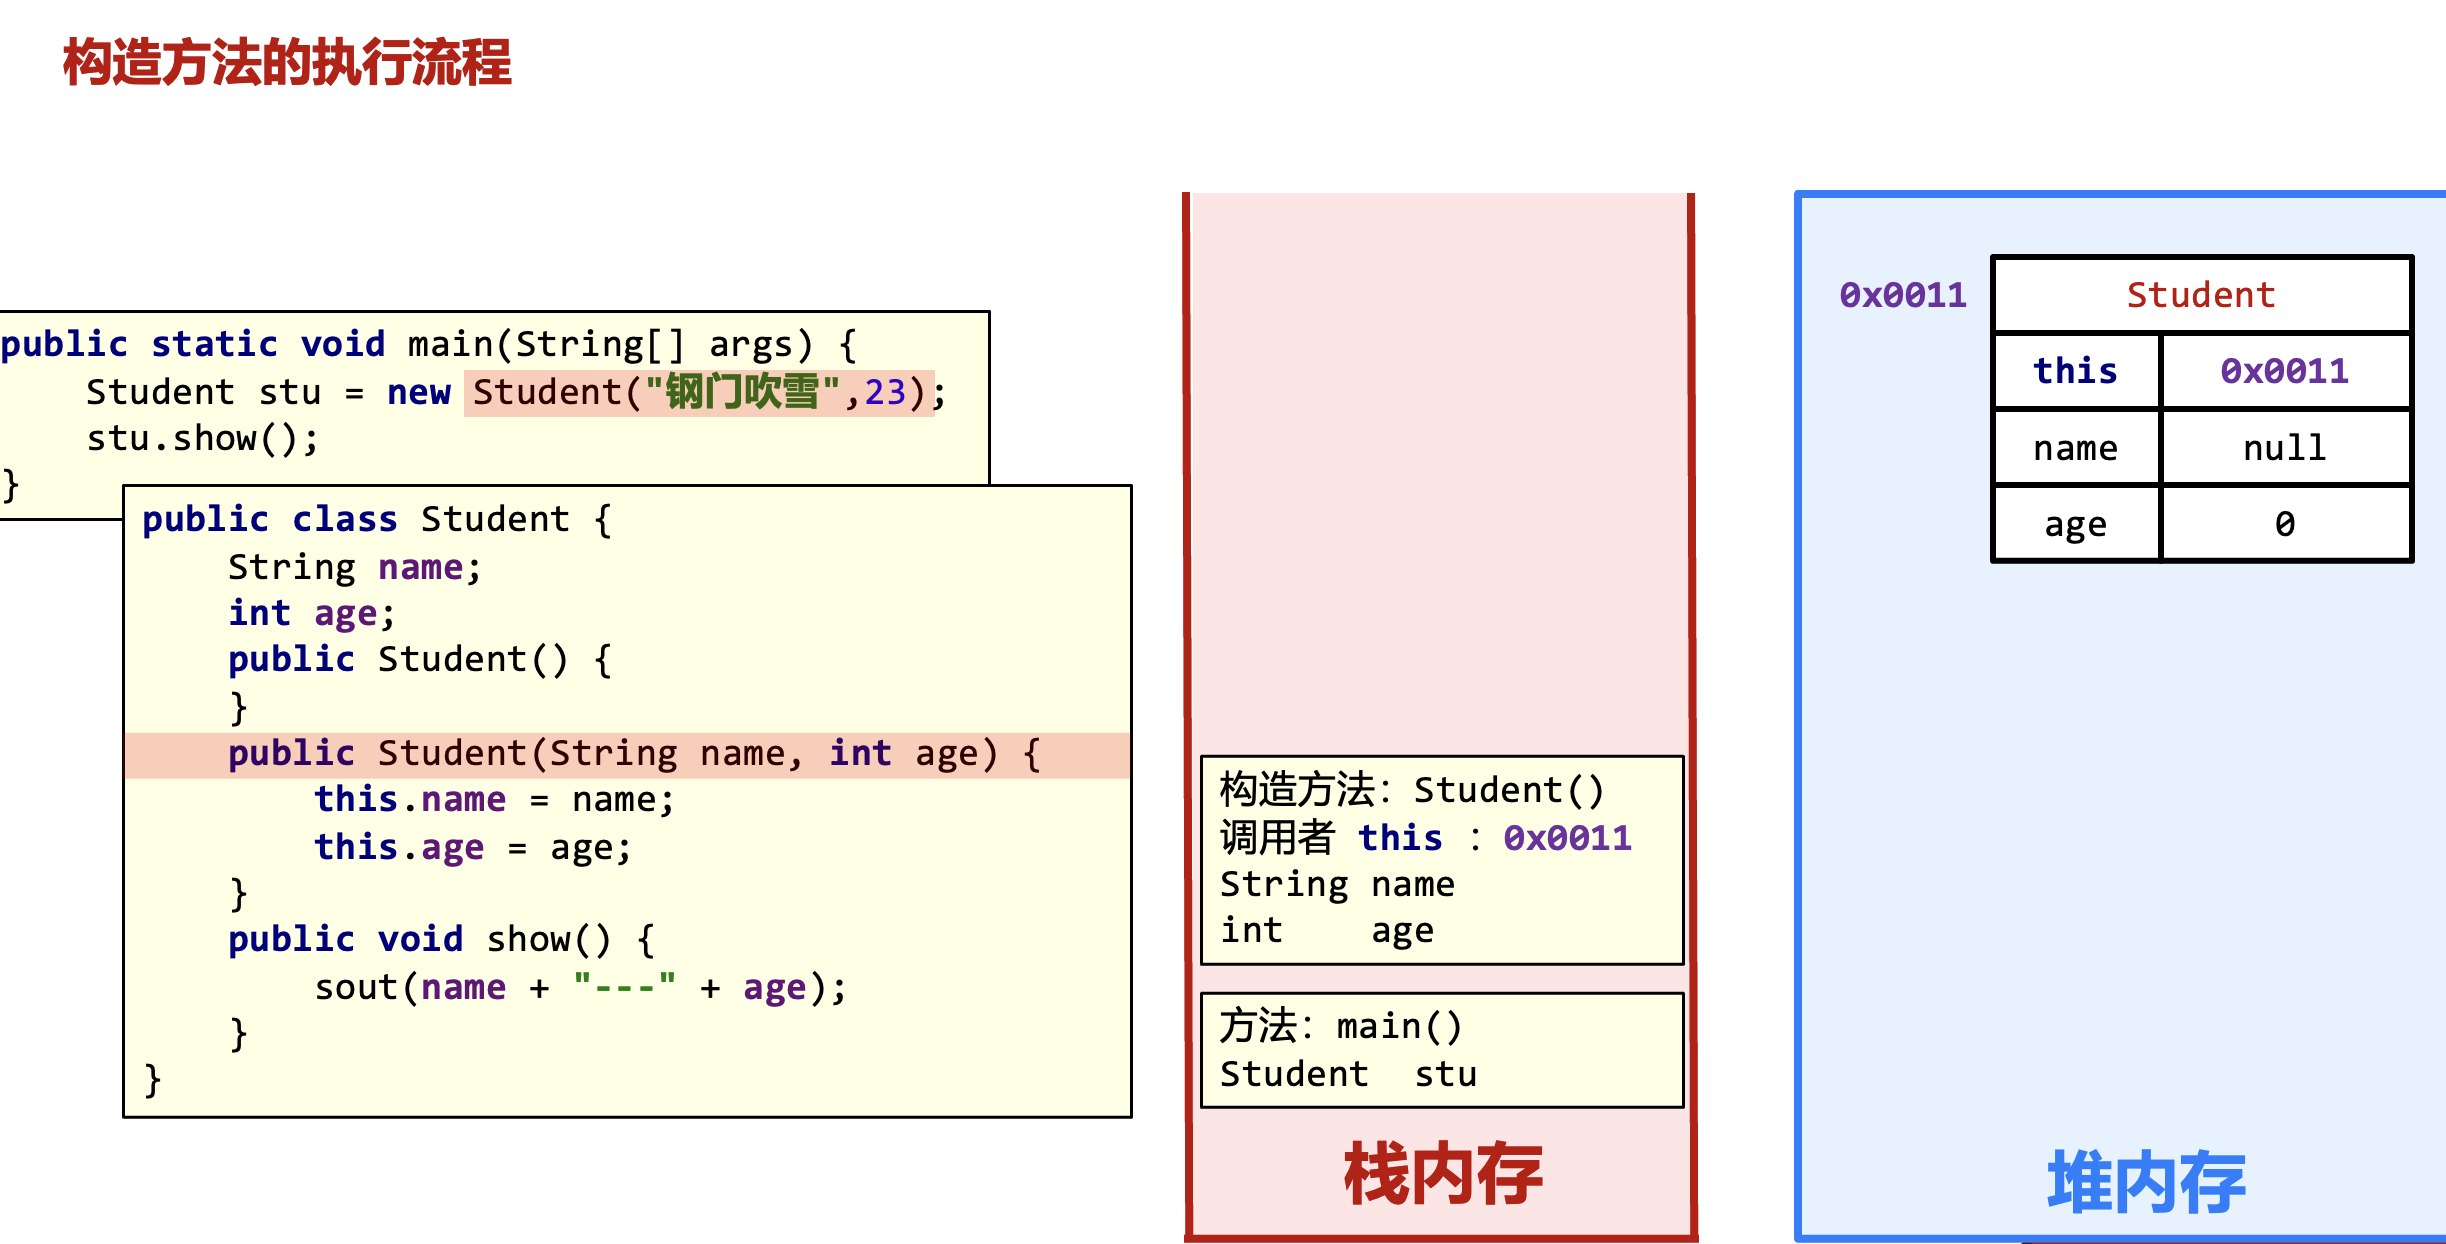 构造方法的执行流程
public static void main(String[] args) {
    Student stu = new Student("钢门吹雪",23);
    stu.show();
}
public class Student {
    String name;
    int age;
    public Student() {
    }
    public Student(String name, int age) {
        this.name = name;
        this.age = age;
    }
    public void show() {
        sout(name + "---" + age);
    }
}
构造方法：Student()
调用者 this ：0x0011
String name
int    age
方法：main()
Student  stu
栈内存
0x0011 Student
this 0x0011
name null
age 0
堆内存